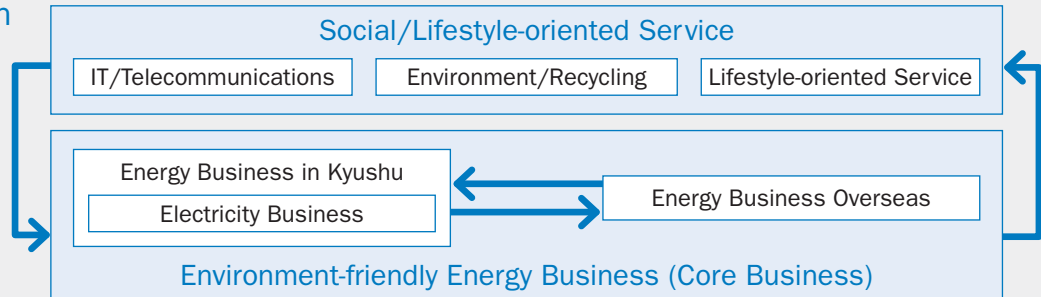 Social/Lifestyle-oriented Service
IT/Telecommunications
Environment/Recycling
Lifestyle-oriented Service
Energy Business in Kyushu
Electricity Business
Energy Business Overseas
Environment-friendly Energy Business (Core Business)